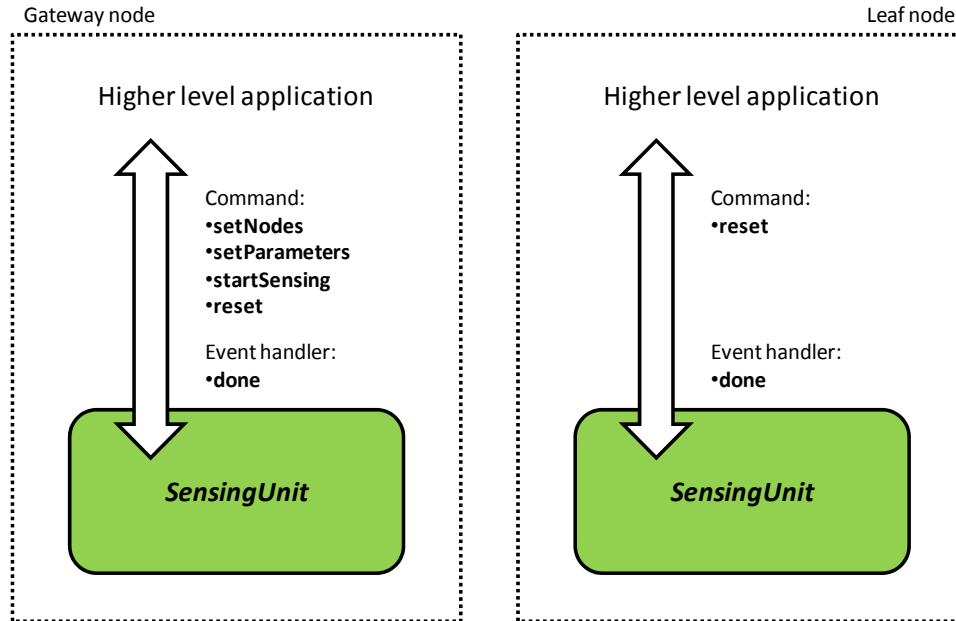 Gateway node
Higher level application
Command:
•setNodes
•setParameters
•startSensing
•reset
Event handler:
•done
SensingUnit
Leaf node
Higher level application
Command:
•reset
Event handler:
•done
SensingUnit